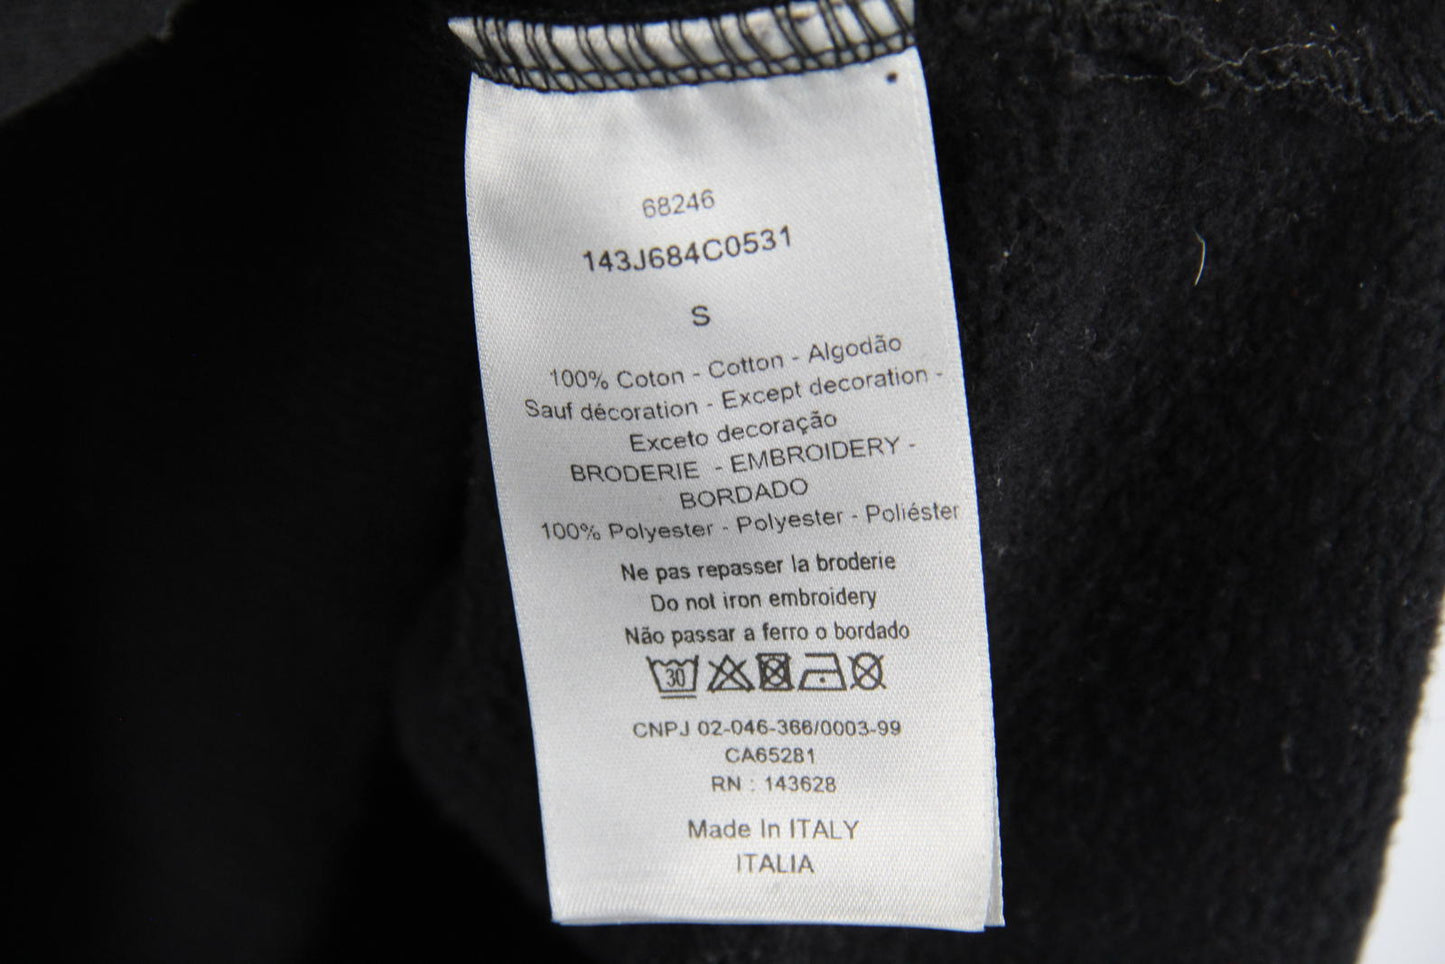 68246
143J684C0531
S
100% Coton - Cotton - Algodão
Sauf décoration - Except decoration -
Exceto decoração
BRODERIE - EMBROIDERY -
BORDADO
100% Polyester - Polyester - Poliéster
Ne pas repasser la broderie
Do not iron embroidery
Não passar a ferro o bordado
30
CNPJ 02-046-366/0003-99
CA65281
RN : 143628
Made In ITALY
ITALIA